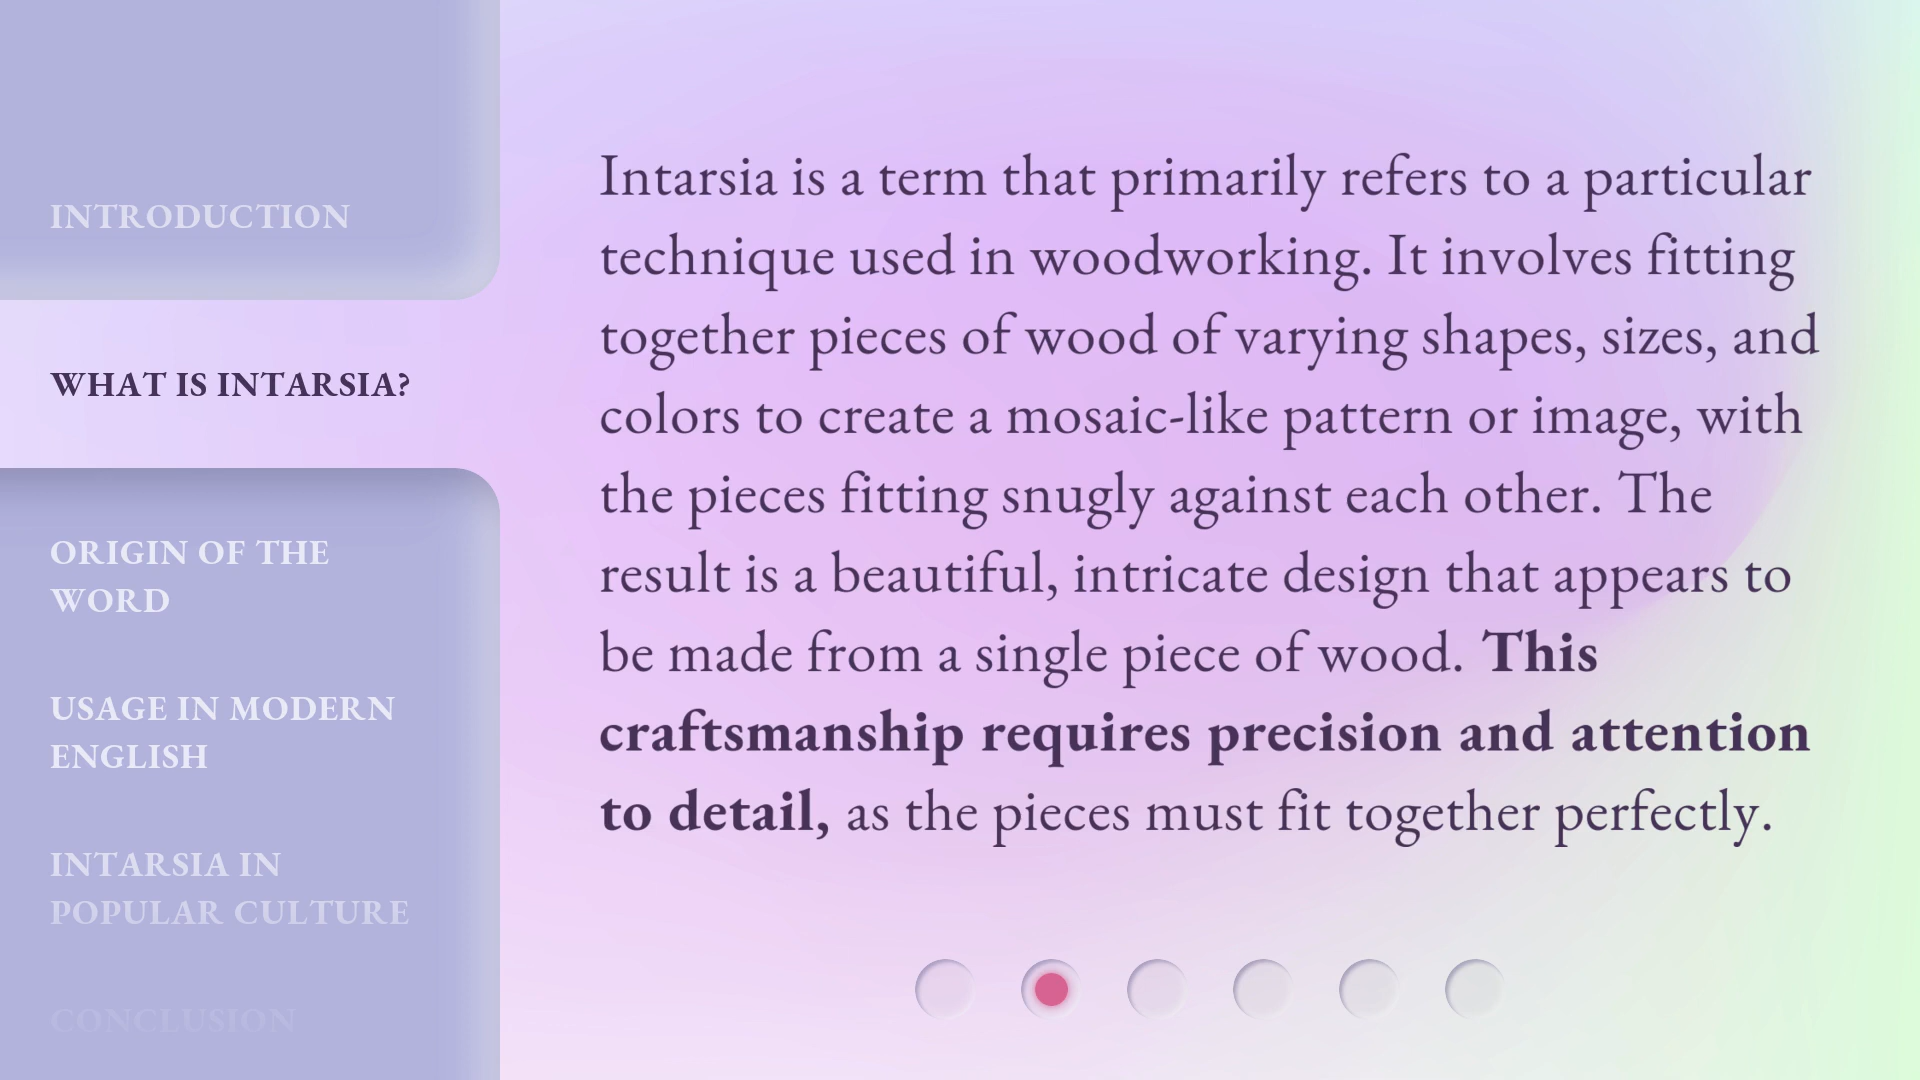 INTRODUCTION
WHAT IS INTARSIA?
ORIGIN OF THE
WORD
USAGE IN MODERN
ENGLISH
INTARSIA IN
POPULAR CULTURE
CONCLUSION
Intarsia is a term that primarily refers to a particular
technique used in woodworking. It involves fitting
together pieces of wood of varying shapes, sizes, and
colors to create a mosaic-like pattern or image, with
the pieces fitting snugly against each other. The
result is a beautiful, intricate design that appears to
be made from a single piece of wood. This
craftsmanship requires precision and attention
to detail, as the pieces must fit together perfectly.